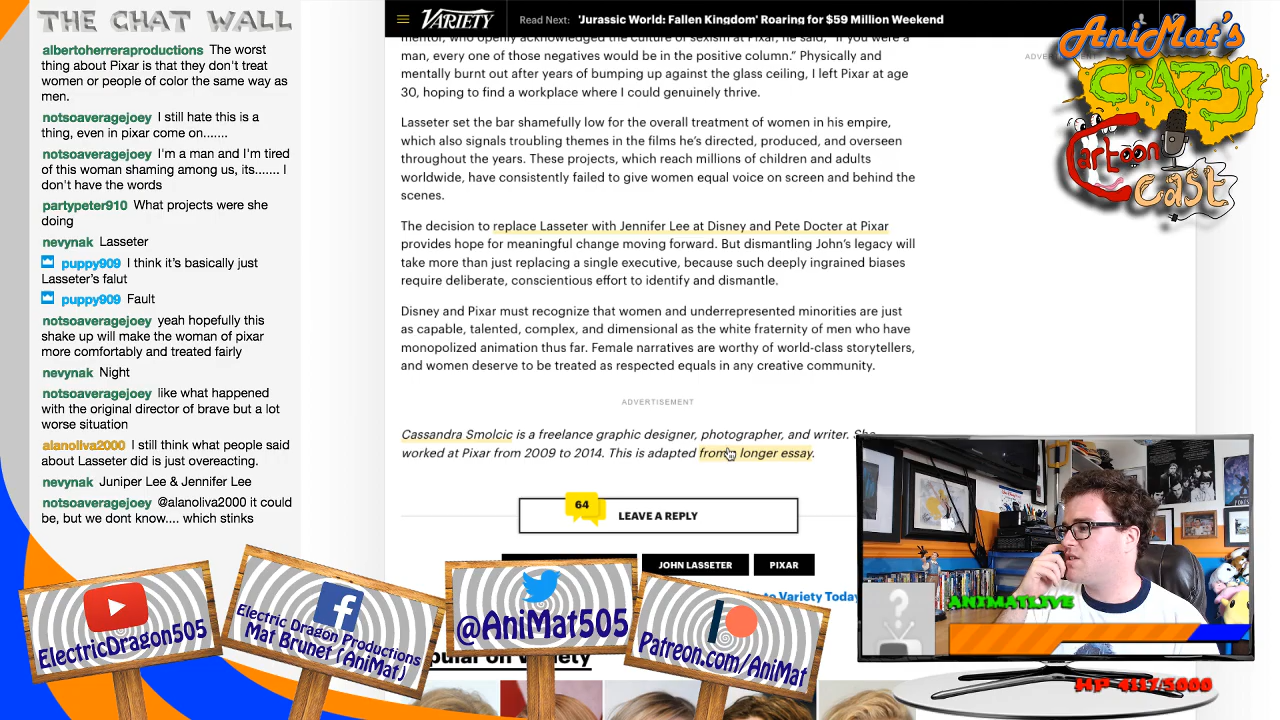 THE CHAT WALL
albertoherreraproductions The worst
thing about Pixar is that they don't treat
women or people of color the same way as
men.
notsoaveragejoey I still hate this is a
thing, even in pixar come on.......
notsoaveragejoey I'm a man and I'm tired
of this woman shaming among us, its....... I
don't have the words
partypeter910 What projects were she
doing
nevynak Lasseter
puppy909 I think it's basically just
Lasseter's falut
puppy909 Fault
notsoaveragejoey yeah hopefully this
shake up will make the woman of pixar
more comfortably and treated fairly
nevynak Night
notsoaveragejoey like what happened
with the original director of brave but a lot
worse situation
alanoliva2000 I still think what people said
about Lasseter did is just overeacting.
nevynak Juniper Lee & Jennifer Lee
notsoaveragejoey @alanoliva2000 it could
be, but we dont know.... which stinks
VARIETY
Read Next: 'Jurassic World: Fallen Kingdom' Roaring for $59 Million Weekend
mentor, who openly acknowledged the culture of sexism at Pixar, he said, "If you were a
man, every one of those negatives would be in the positive column." Physically and
mentally burnt out after years of bumping up against the glass ceiling, I left Pixar at age
30, hoping to find a workplace where I could genuinely thrive.
Lasseter set the bar shamefully low for the overall treatment of women in his empire,
which also signals troubling themes in the films he's directed, produced, and overseen
throughout the years. These projects, which reach millions of children and adults
worldwide, have consistently failed to give women equal voice on screen and behind the
scenes.
The decision to replace Lasseter with Jennifer Lee at Disney and Pete Docter at Pixar
provides hope for meaningful change moving forward. But dismantling John's legacy will
take more than just replacing a single executive, because such deeply ingrained biases
require deliberate, conscientious effort to identify and dismantle.
Disney and Pixar must recognize that women and underrepresented minorities are just
as capable, talented, complex, and dimensional as the white fraternity of men who have
monopolized animation thus far. Female narratives are worthy of world-class storytellers,
and women deserve to be treated as respected equals in any creative community.
ADVERTISEMENT
Cassandra Smolcic is a freelance graphic designer, photographer, and writer. She
worked at Pixar from 2009 to 2014. This is adapted from longer essay.
64
LEAVE A REPLY
JOHN LASSETER
PIXAR
to Variety Today
on Variety
AniMat's
CRAZY
Cartoon
Cast
ElectricDragon505
Electric Dragon Productions
Mat Brunet (AniMat)
@AniMat505
Patreon.com/AniMat
ANIMATLIVE
HP 4117/5000